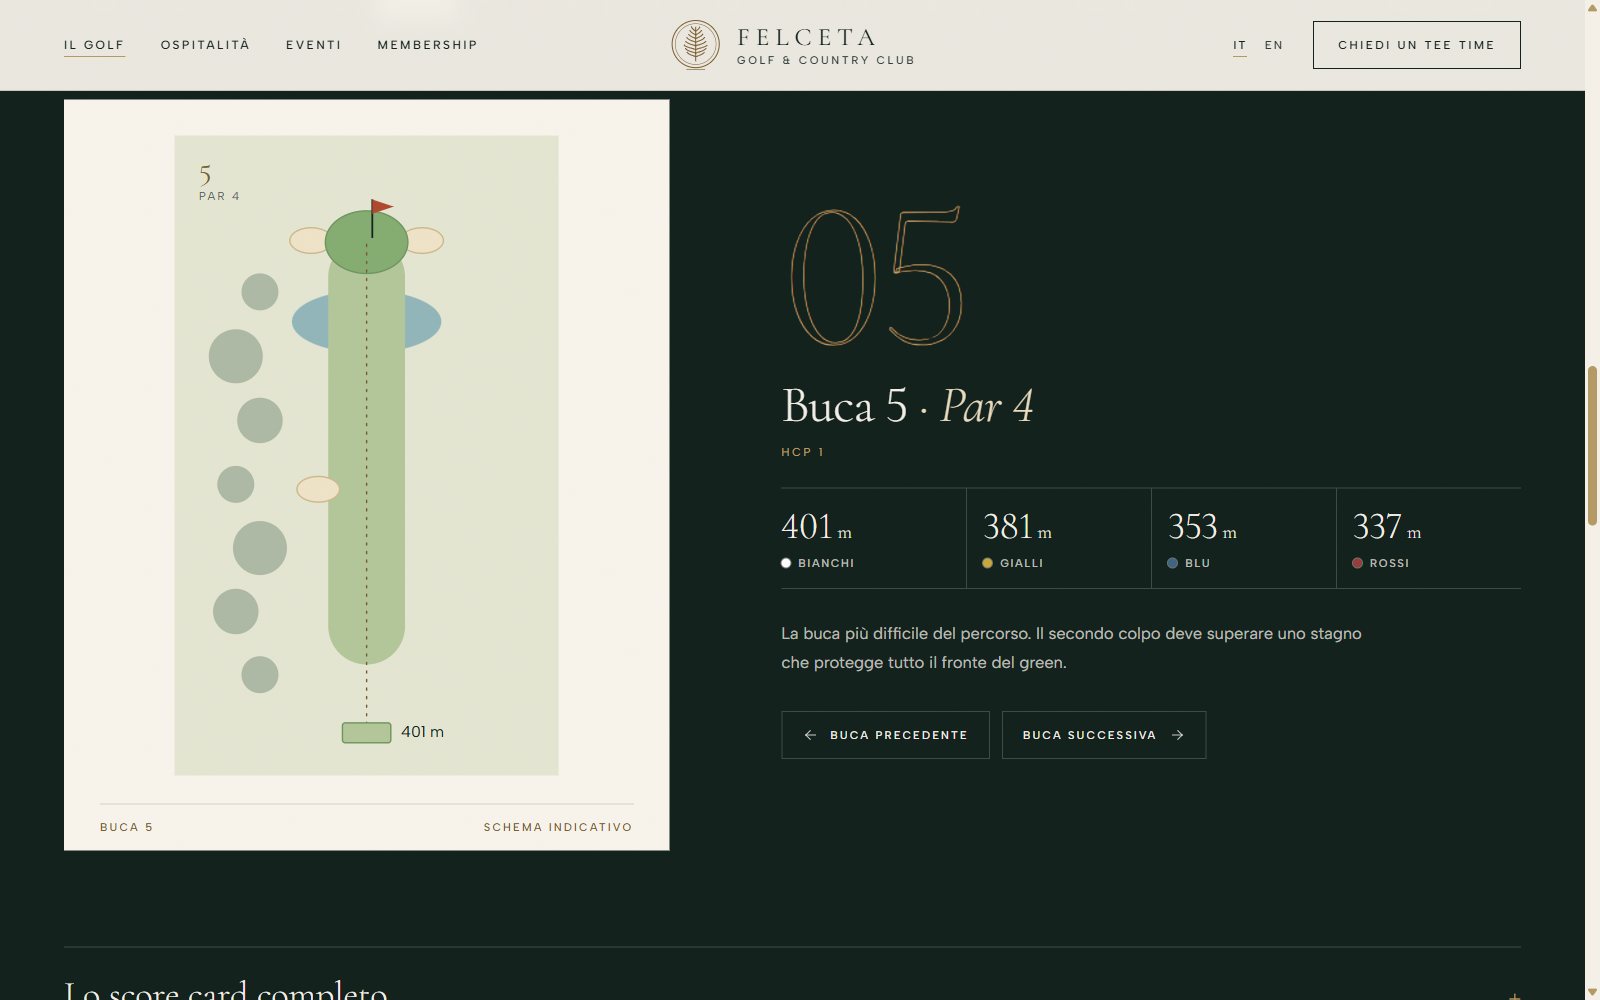 IL GOLF
OSPITALITÀ
EVENTI
MEMBERSHIP
FELCETA
GOLF & COUNTRY CLUB
IT
EN
CHIEDI UN TEE TIME
5
PAR 4
401 m
BUCA 5
SCHEMA INDICATIVO
05
Buca 5 · Par 4
HCP 1
401 m
BIANCHI
381 m
GIALLI
353 m
BLU
337 m
ROSSI
La buca più difficile del percorso. Il secondo colpo deve superare uno stagno
che protegge tutto il fronte del green.
← BUCA PRECEDENTE
BUCA SUCCESSIVA →
Lo score card completo
+